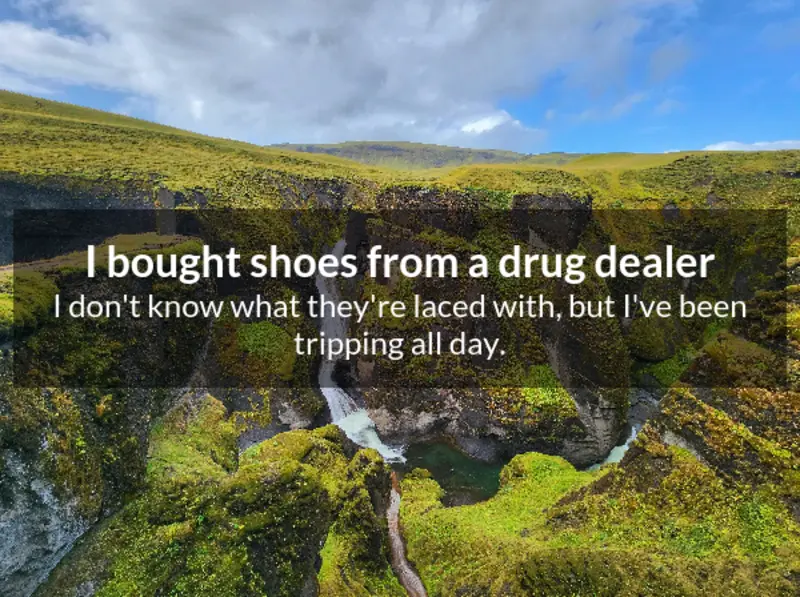 I bought shoes from a drug dealer
I don't know what they're laced with, but I've been
tripping all day.